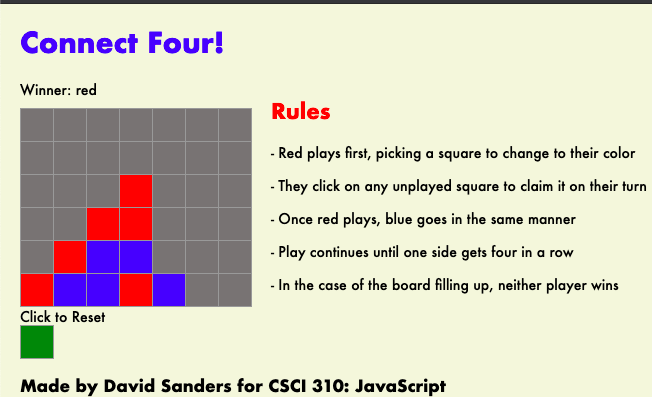 Connect Four!
Winner: red
Rules
- Red plays first, picking a square to change to their color
- They click on any unplayed square to claim it on their turn
- Once red plays, blue goes in the same manner
- Play continues until one side gets four in a row
- In the case of the board filling up, neither player wins
Click to Reset
Made by David Sanders for CSCI 310: JavaScript